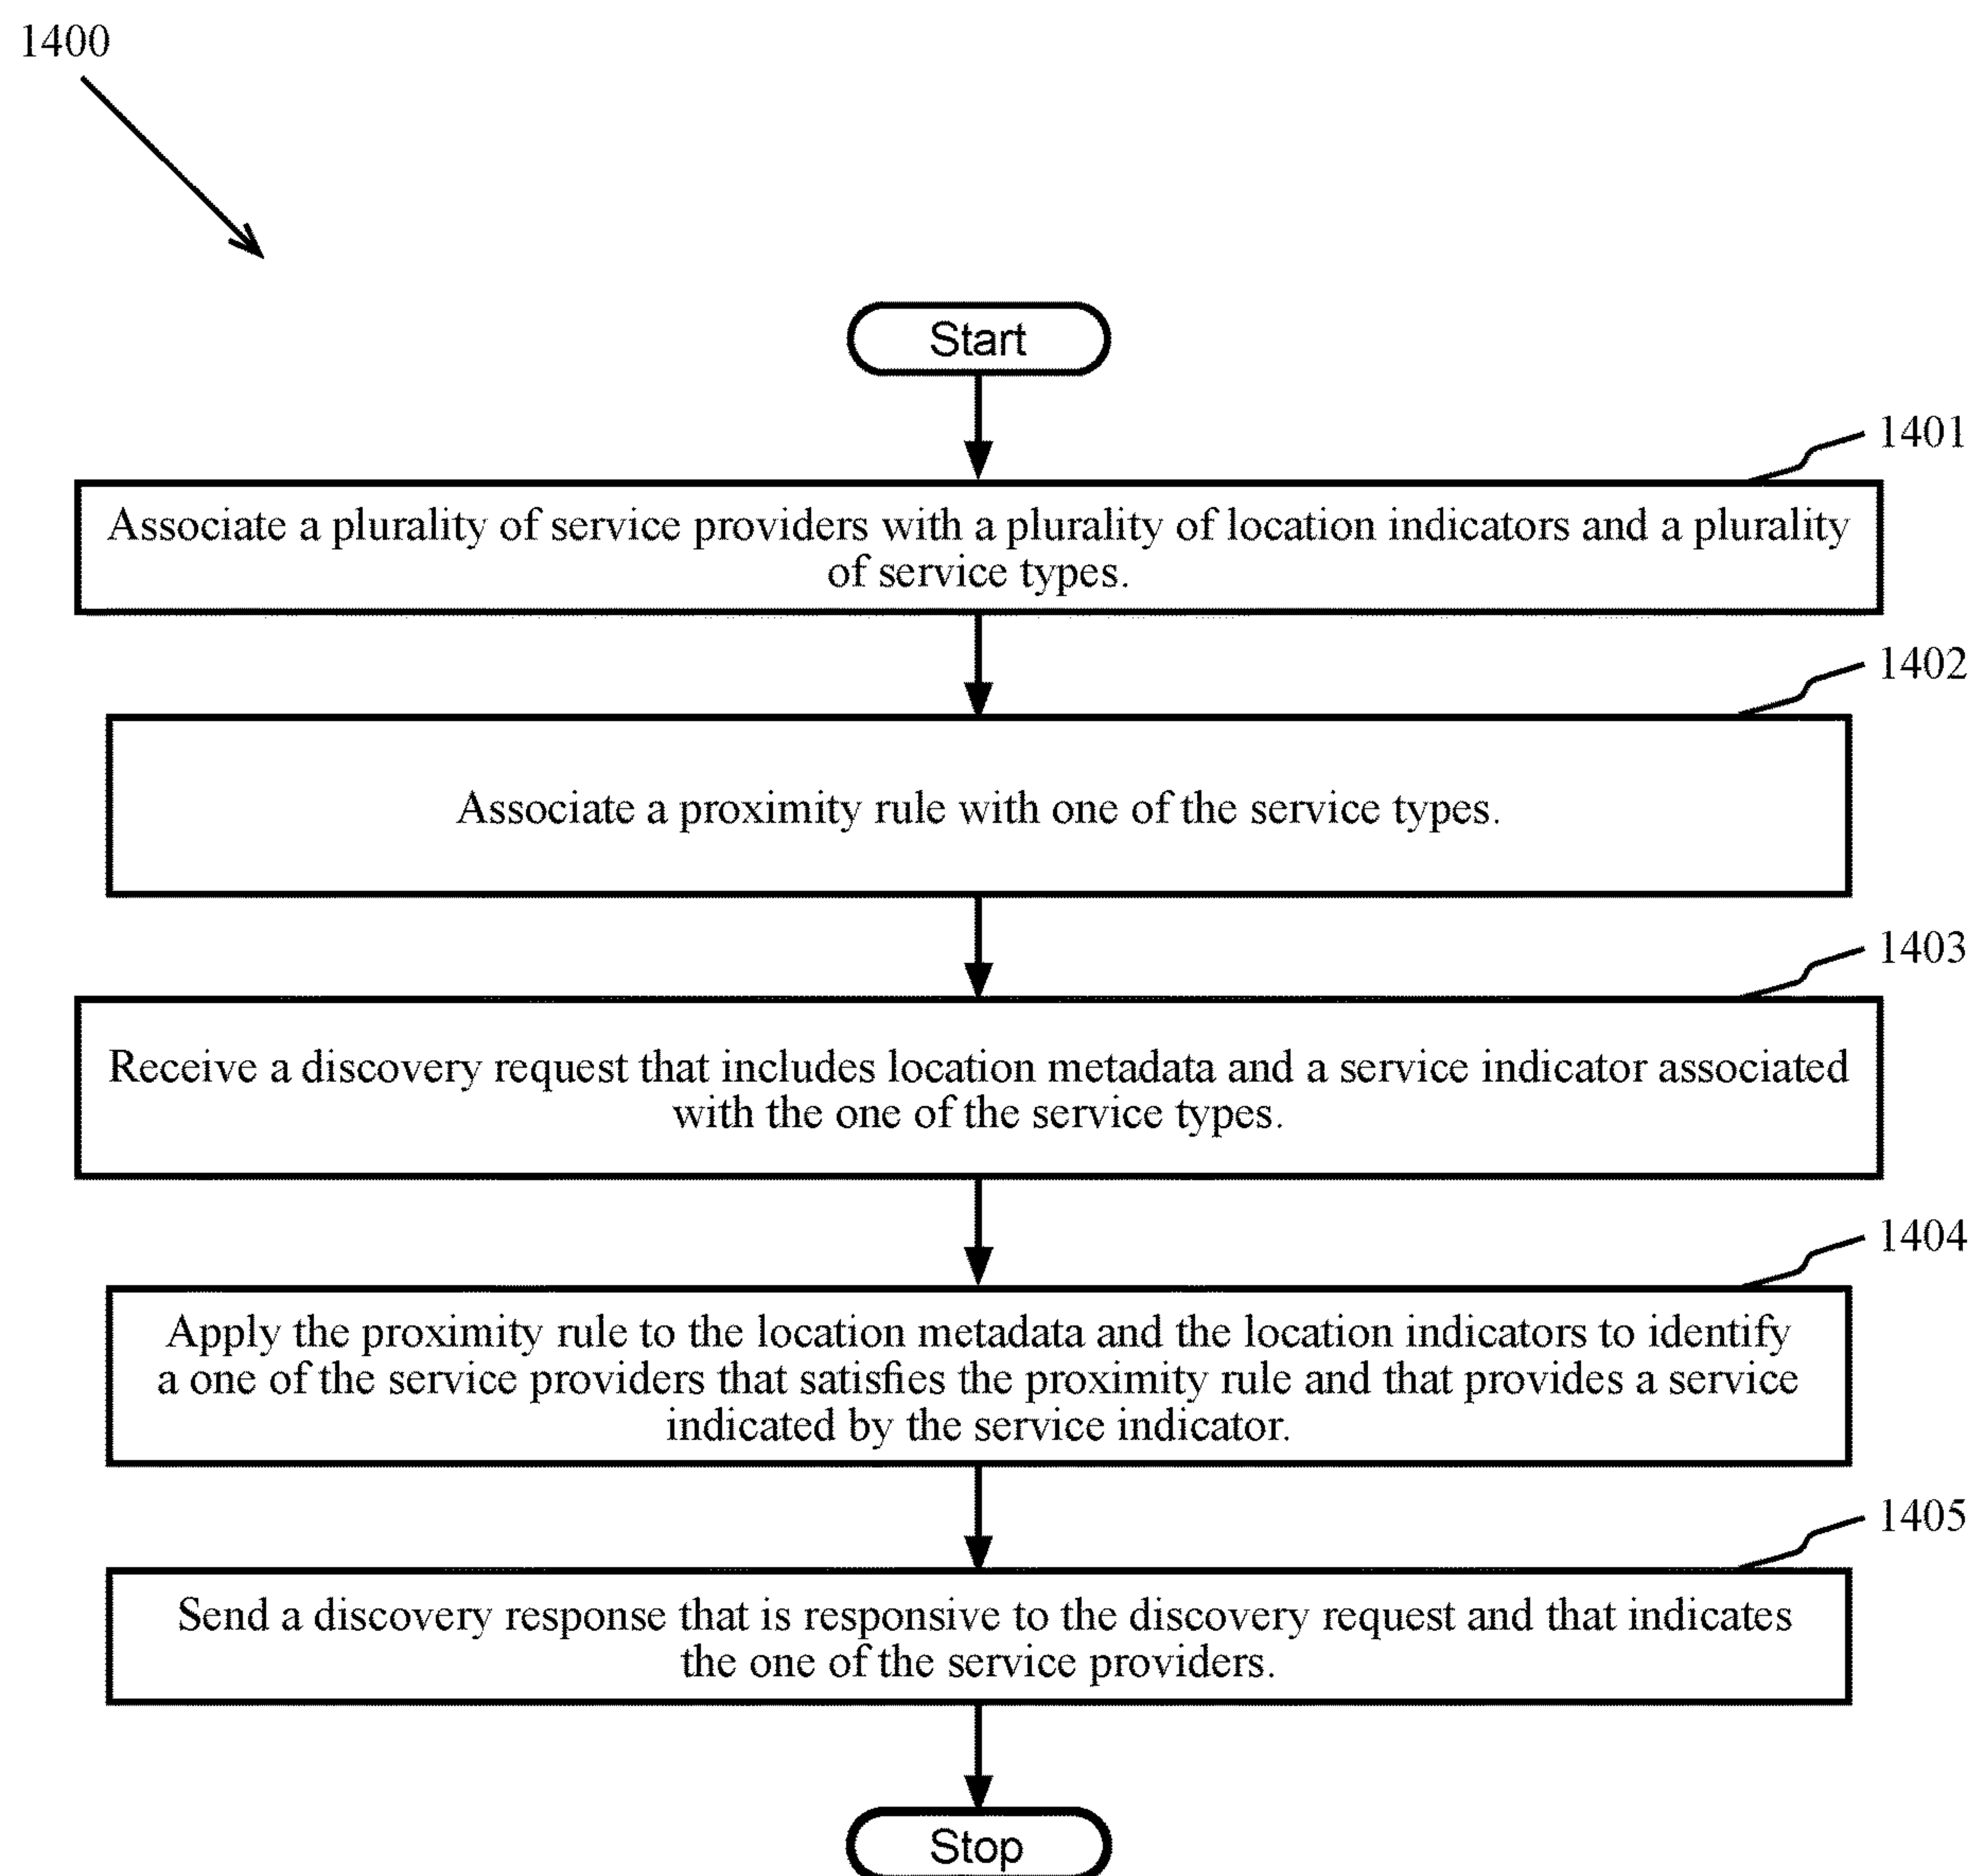 1400
Start
1401
Associate a plurality of service providers with a plurality of location indicators and a plurality
of service types.
1402
Associate a proximity rule with one of the service types.
1403
Receive a discovery request that includes location metadata and a service indicator associated
with the one of the service types.
1404
Apply the proximity rule to the location metadata and the location indicators to identify
a one of the service providers that satisfies the proximity rule and that provides a service
indicated by the service indicator.
1405
Send a discovery response that is responsive to the discovery request and that indicates
the one of the service providers.
Stop